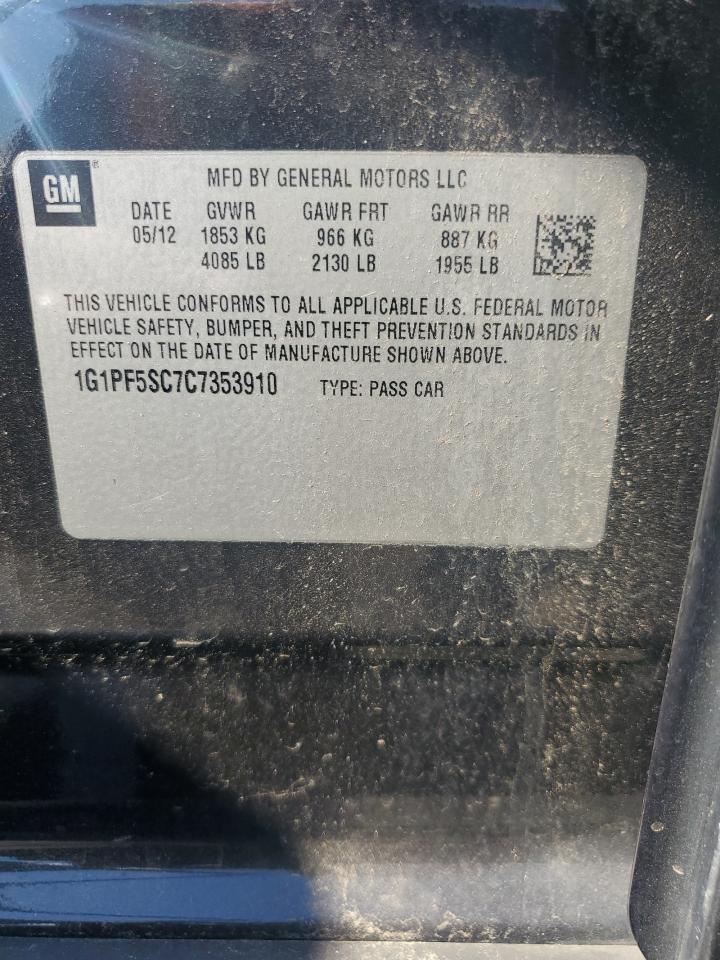 GM ®
MFD BY GENERAL MOTORS LLC
DATE GVWR GAWR FRT GAWR RR
05/12 1853 KG 966 KG 887 KG
4085 LB 2130 LB 1955 LB
THIS VEHICLE CONFORMS TO ALL APPLICABLE U.S. FEDERAL MOTOR
VEHICLE SAFETY, BUMPER, AND THEFT PREVENTION STANDARDS IN
EFFECT ON THE DATE OF MANUFACTURE SHOWN ABOVE.
1G1PF5SC7C7353910 TYPE: PASS CAR